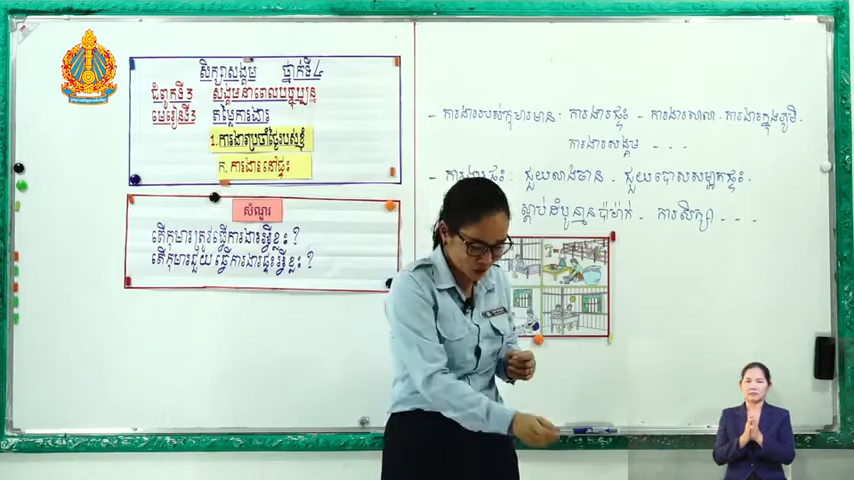 សិក្សាសង្គម ថ្នាក់ទី៤
ជំពូកទី3 សង្គមនាពេលបច្ចុប្បន្ន
មេរៀនទី3 តម្លៃការងារ
1. ការងារប្រចាំថ្ងៃរបស់ខ្ញុំ
ក. ការងារនៅផ្ទះ
សំណួរ
តើកុមារត្រូវធ្វើការងារអ្វីខ្លះ ?
តើកុមារជួយធ្វើការងារផ្ទះអ្វីខ្លះ ?
- ការងាររបស់កុមារមាន: ការងារផ្ទះ - ការងារសាលា . ការងារក្នុងភូមិ.
ការងារសង្គម - - -
- ការងារផ្ទះ: ជួយលាងចាន . ជួយបោសសម្អាតផ្ទះ.
ស្តាប់ដំបូន្មានប៉ាម៉ាក់ . ការសិក្សា - - -